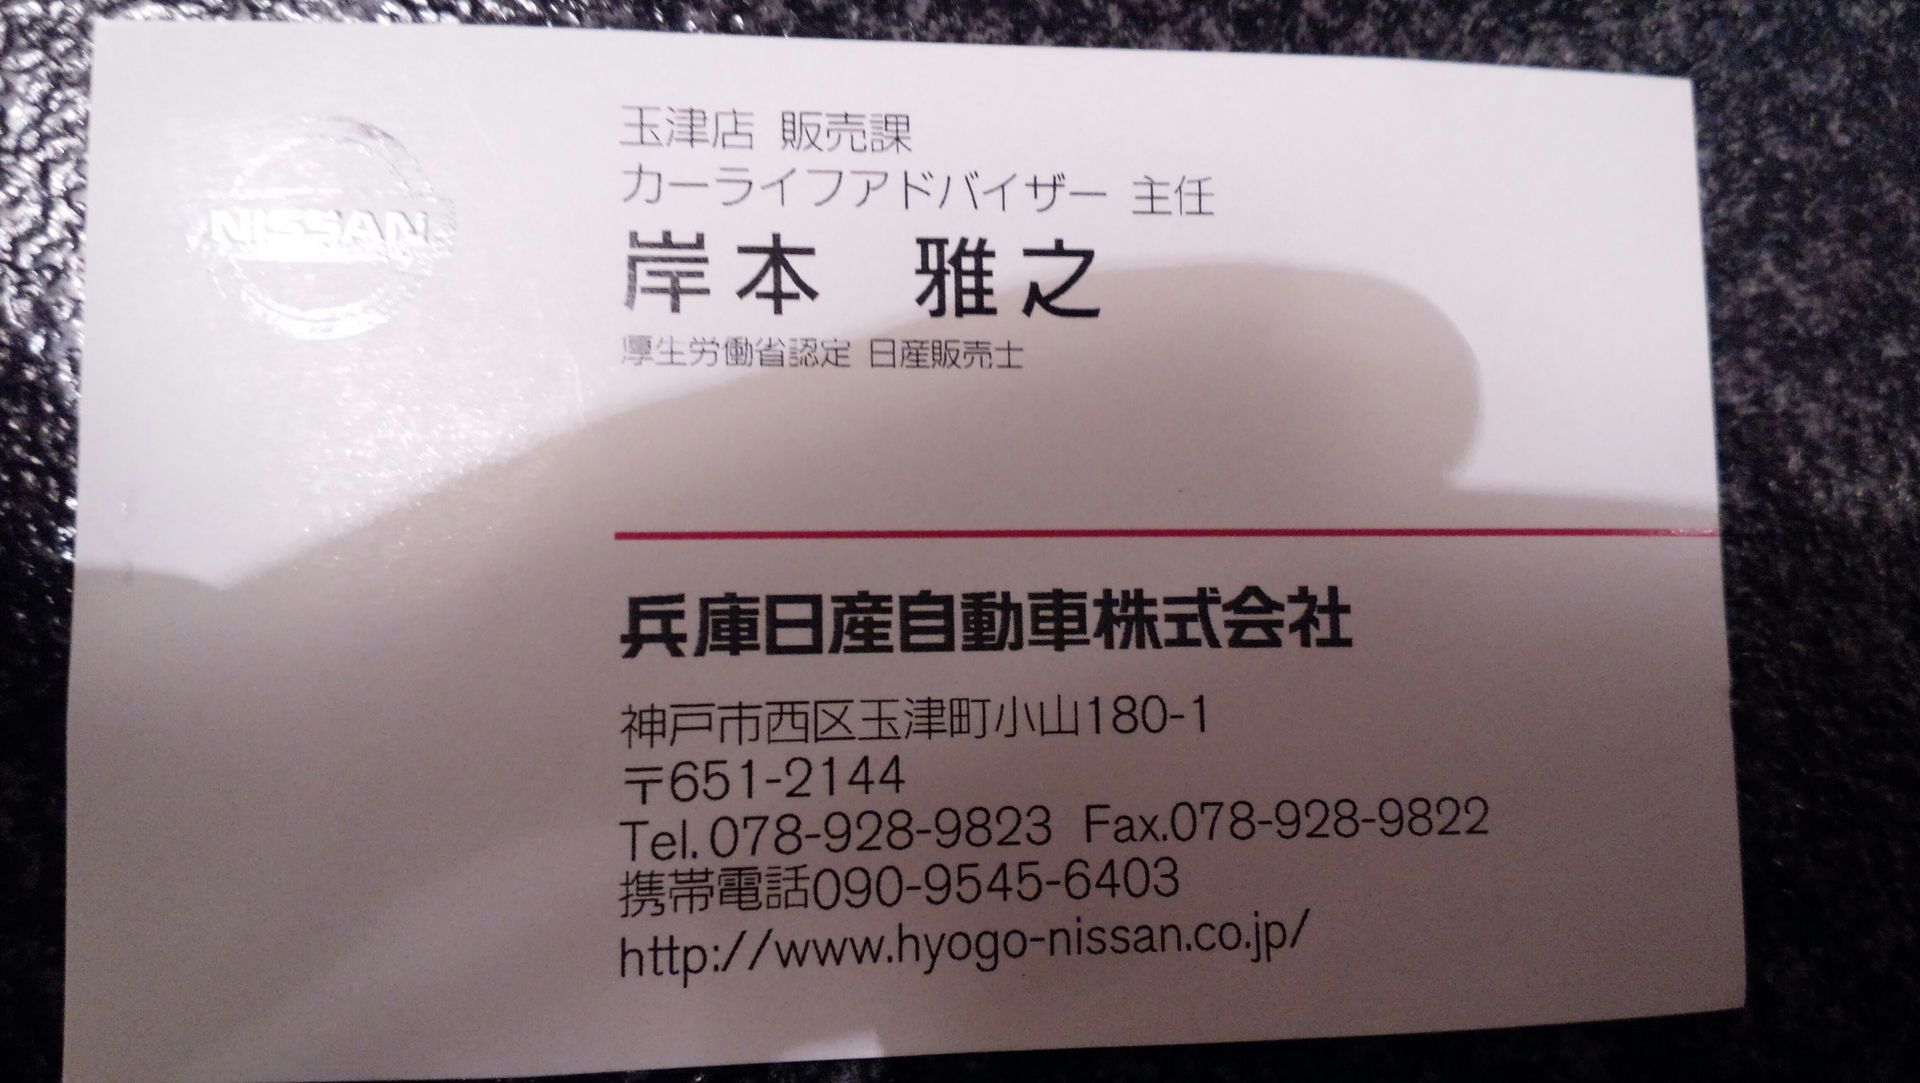 NISSAN
玉津店 販売課
カーライフアドバイザー 主任
岸本 雅之
厚生労働省認定 日産販売士
兵庫日産自動車株式会社
神戸市西区玉津町小山180-1
〒651-2144
Tel.078-928-9823 Fax.078-928-9822
携帯電話090-9545-6403
http://www.hyogo-nissan.co.jp/